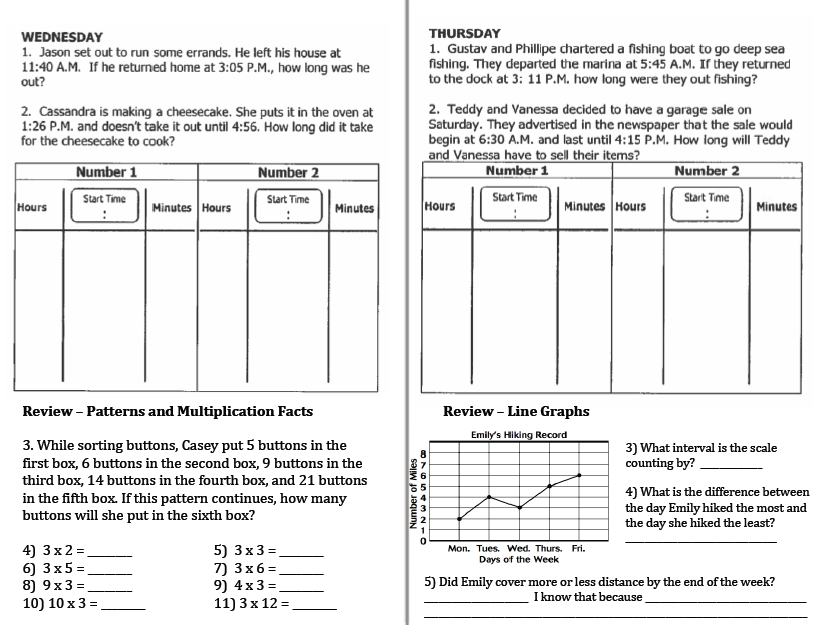 WEDNESDAY
1. Jason set out to run some errands. He left his house at
11:40 A.M. If he returned home at 3:05 P.M., how long was he
out?
2. Cassandra is making a cheesecake. She puts it in the oven at
1:26 P.M. and doesn't take it out until 4:56. How long did it take
for the cheesecake to cook?
Number 1
Number 2
Hours
Start Time
:
Minutes
Hours
Start Time
:
Minutes
Review – Patterns and Multiplication Facts
3. While sorting buttons, Casey put 5 buttons in the
first box, 6 buttons in the second box, 9 buttons in the
third box, 14 buttons in the fourth box, and 21 buttons
in the fifth box. If this pattern continues, how many
buttons will she put in the sixth box?
4) 3 x 2 = ______ 5) 3 x 3 = ______
6) 3 x 5 = ______ 7) 3 x 6 = ______
8) 9 x 3 = ______ 9) 4 x 3 = ______
10) 10 x 3 = ______ 11) 3 x 12 = ______
THURSDAY
1. Gustav and Phillipe chartered a fishing boat to go deep sea
fishing. They departed the marina at 5:45 A.M. If they returned
to the dock at 3: 11 P.M. how long were they out fishing?
2. Teddy and Vanessa decided to have a garage sale on
Saturday. They advertised in the newspaper that the sale would
begin at 6:30 A.M. and last until 4:15 P.M. How long will Teddy
and Vanessa have to sell their items?
Number 1
Number 2
Hours
Start Time
:
Minutes
Hours
Start Time
:
Minutes
Review – Line Graphs
Emily's Hiking Record
Number of Miles
8
7
6
5
4
3
2
1
0
Mon. Tues. Wed. Thurs. Fri.
Days of the Week
3) What interval is the scale
counting by? _________
4) What is the difference between
the day Emily hiked the most and
the day she hiked the least?
______________________
5) Did Emily cover more or less distance by the end of the week?
_______________ I know that because _______________________